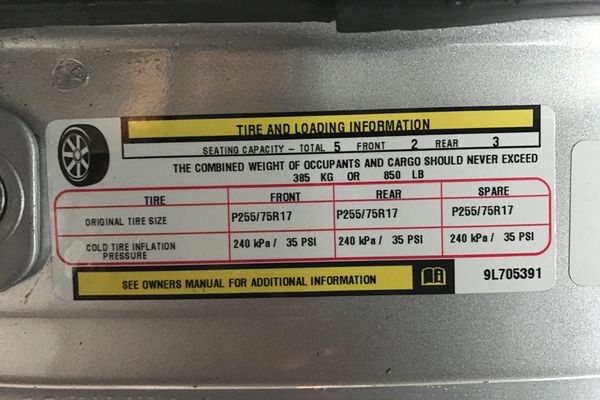 TIRE AND LOADING INFORMATION
SEATING CAPACITY - TOTAL 5 FRONT 2 REAR 3
THE COMBINED WEIGHT OF OCCUPANTS AND CARGO SHOULD NEVER EXCEED
385 KG OR 850 LB
TIRE FRONT REAR SPARE
ORIGINAL TIRE SIZE P255/75R17 P255/75R17 P255/75R17
COLD TIRE INFLATION PRESSURE 240 kPa / 35 PSI 240 kPa / 35 PSI 240 kPa / 35 PSI
SEE OWNERS MANUAL FOR ADDITIONAL INFORMATION 9L705391